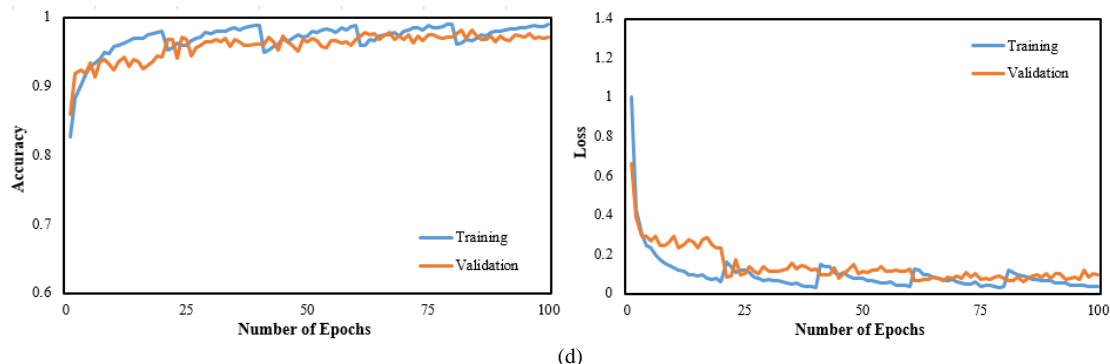 1
0.9
0.8
0.7
0.6
Accuracy
Training
Validation
0
25
50
75
100
Number of Epochs
1.4
1.2
1
0.8
0.6
0.4
0.2
0
Loss
Training
Validation
0
25
50
75
100
Number of Epochs
(d)